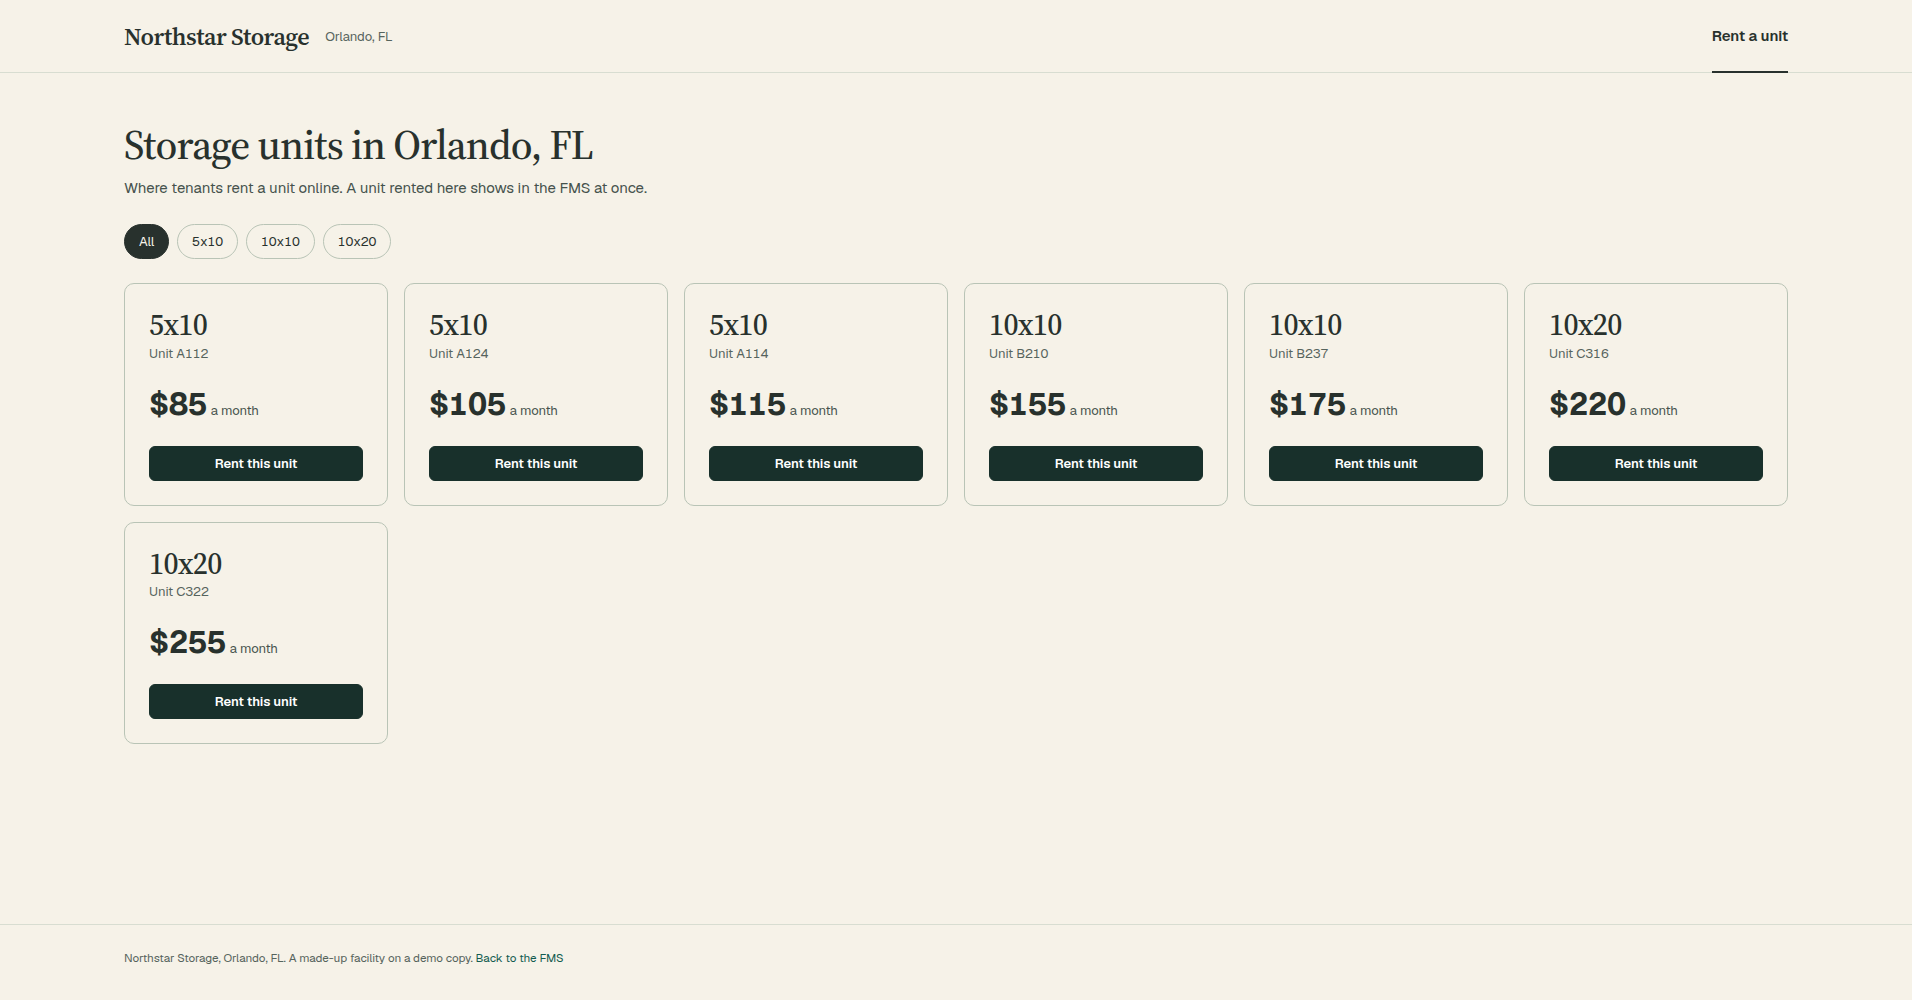 Northstar Storage Orlando, FL Rent a unit
Storage units in Orlando, FL
Where tenants rent a unit online. A unit rented here shows in the FMS at once.
All 5x10 10x10 10x20
5x10
Unit A112
$85 a month
Rent this unit
5x10
Unit A124
$105 a month
Rent this unit
5x10
Unit A114
$115 a month
Rent this unit
10x10
Unit B210
$155 a month
Rent this unit
10x10
Unit B237
$175 a month
Rent this unit
10x20
Unit C316
$220 a month
Rent this unit
10x20
Unit C322
$255 a month
Rent this unit
Northstar Storage, Orlando, FL. A made-up facility on a demo copy. Back to the FMS